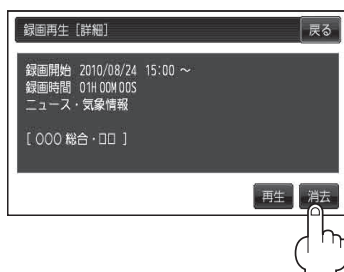 録画再生 [詳細]
戻る
録画開始 2010/08/24 15:00 ～
録画時間 01H 00M 00S
ニュース・気象情報
[ 〇〇〇 総合・□□ ]
再生
消去